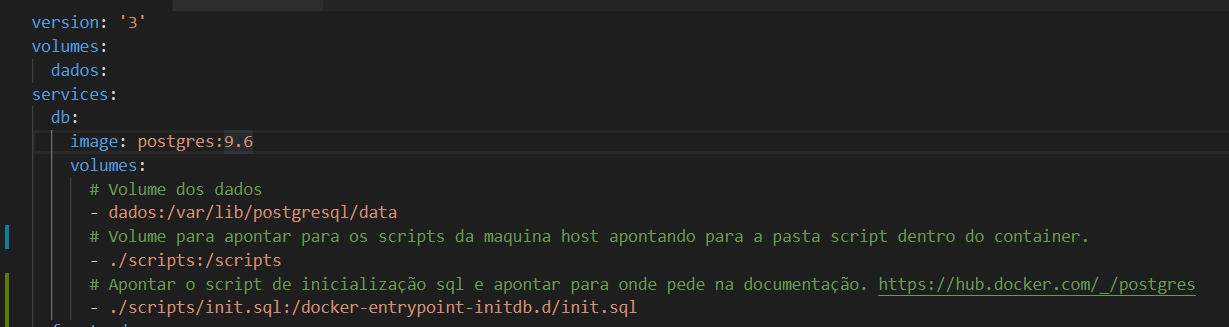 version: '3'
volumes:
dados:
services:
db:
image: postgres:9.6
volumes:
# Volume dos dados
- dados:/var/lib/postgresql/data
# Volume para apontar para os scripts da maquina host apontando para a pasta script dentro do container.
- ./scripts:/scripts
# Apontar o script de inicialização sql e apontar para onde pede na documentação. https://hub.docker.com/_/postgres
- ./scripts/init.sql:/docker-entrypoint-initdb.d/init.sql